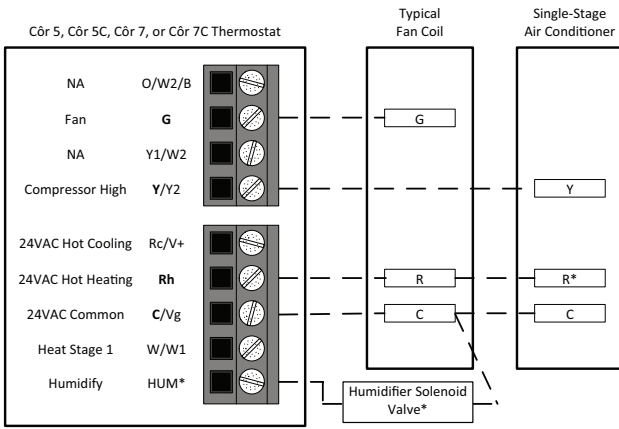 Typical
Fan Coil
Single-Stage
Air Conditioner
Côr 5, Côr 5C, Côr 7, or Côr 7C Thermostat
NA O/W2/B
Fan G G
NA Y1/W2
Compressor High Y/Y2 Y
24VAC Hot Cooling Rc/V+
24VAC Hot Heating Rh R R*
24VAC Common C/Vg C C
Heat Stage 1 W/W1
Humidify HUM*
Humidifier Solenoid
Valve*